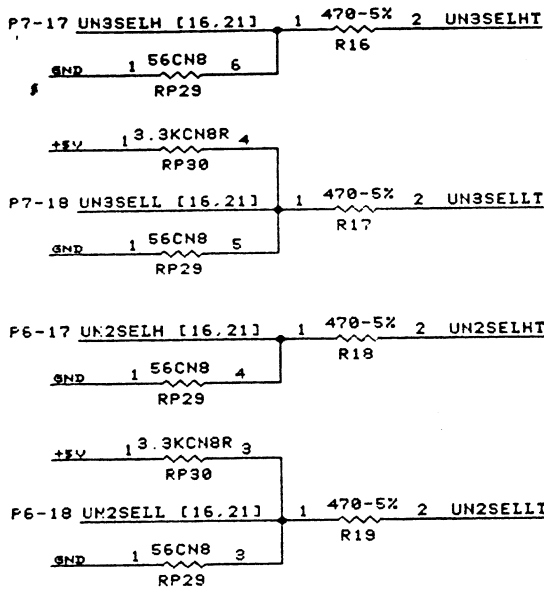 P7-17 UN3SELH [16,21] 1 470-5% 2 UN3SELHT
R16
GND 1 56CN8 6
RP29
+5V 1 3.3KCN8R 4
RP30
P7-18 UN3SELL [16,21] 1 470-5% 2 UN3SELLT
R17
GND 1 56CN8 5
RP29
P6-17 UN2SELH [16,21] 1 470-5% 2 UN2SELHT
R18
GND 1 56CN8 4
RP29
+5V 1 3.3KCN8R 3
RP30
P6-18 UN2SELL [16,21] 1 470-5% 2 UN2SELLT
R19
GND 1 56CN8 3
RP29